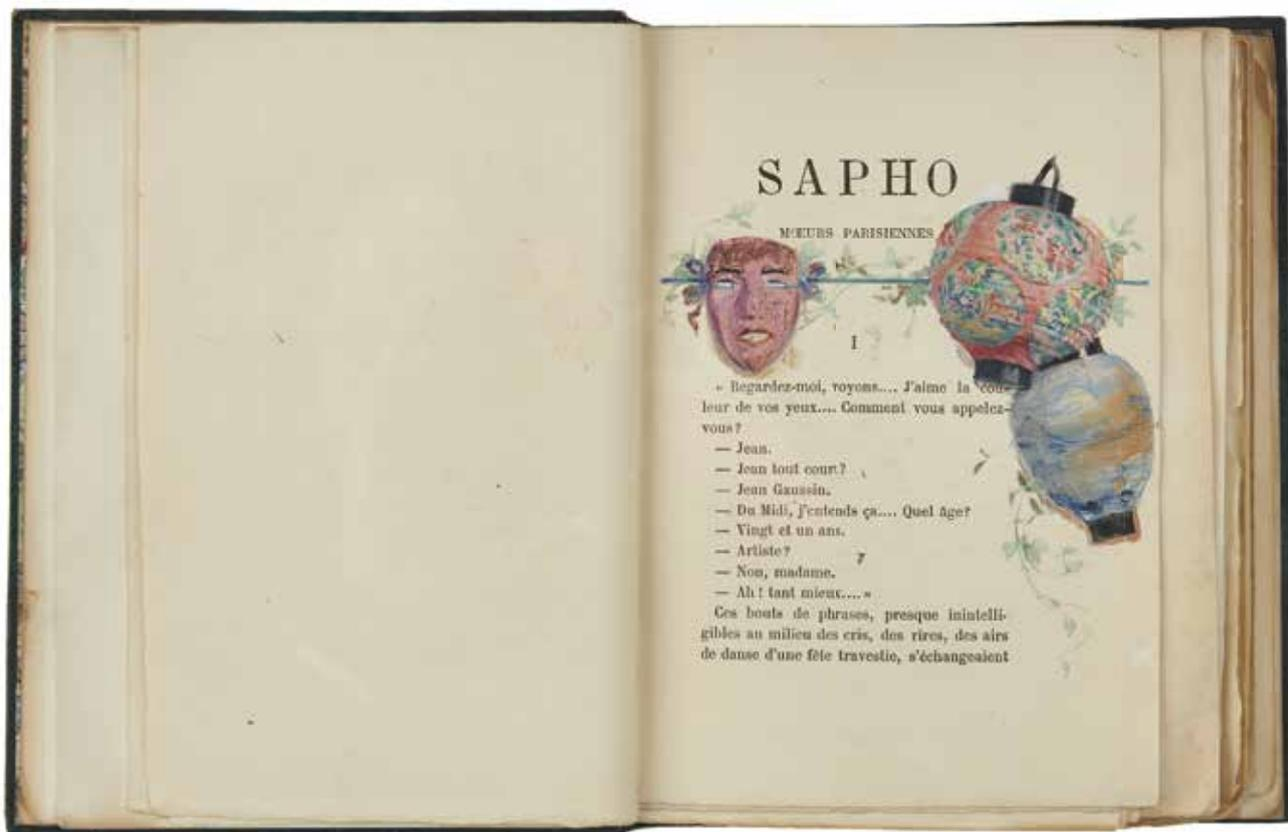 SAPHO
MŒURS PARISIENNES
I
« Regardez-moi, voyons.... J'aime la cou-
leur de vos yeux.... Comment vous appelez-
vous ?
— Jean.
— Jean tout court ?
— Jean Gaussin.
— Du Midi, j'entends ça.... Quel âge ?
— Vingt et un ans.
— Artiste ?
— Non, madame.
— Ah ! tant mieux.... »
Ces bouts de phrases, presque inintelli-
gibles au milieu des cris, des rires, des airs
de danse d'une fête travestie, s'échangeaient